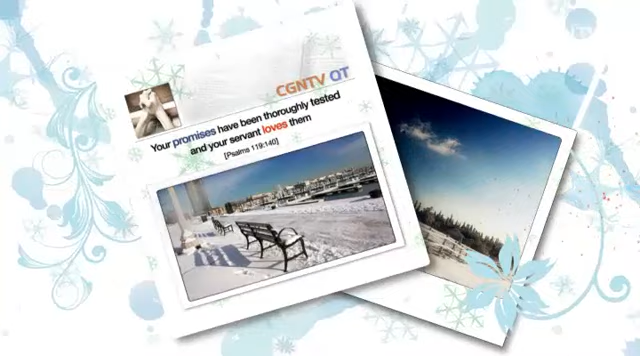 CGNTV QT
Your promises have been thoroughly tested
and your servant loves them
[Psalms 119:140]